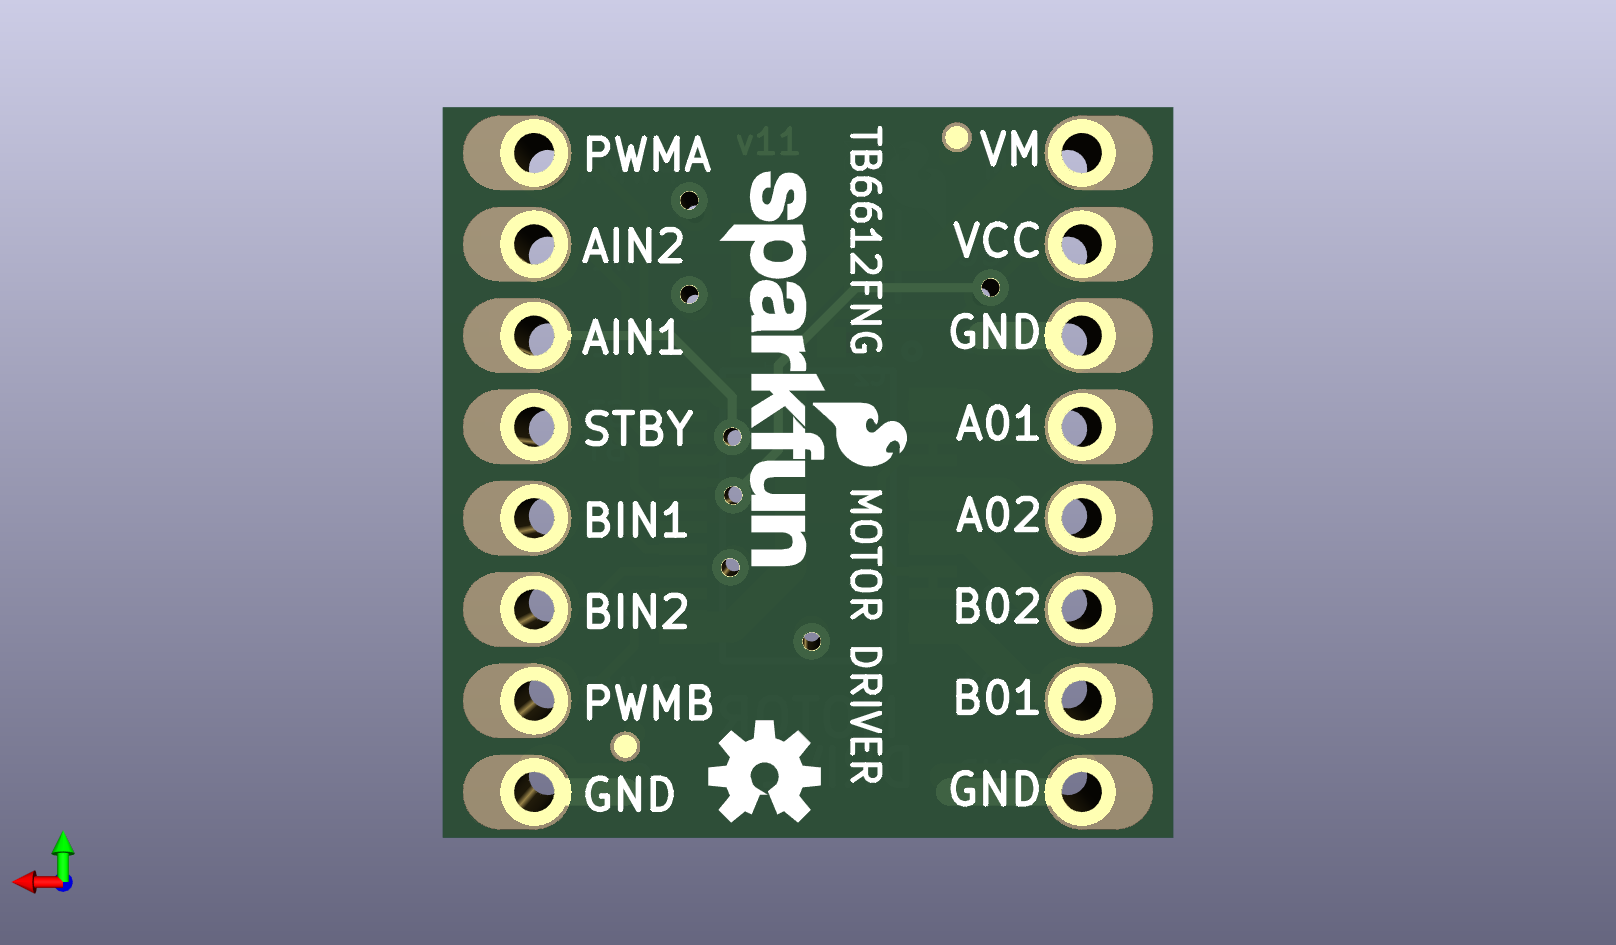 PWMA
AIN2
AIN1
STBY
BIN1
BIN2
PWMB
GND
v11
sparkfun
TB6612FNG
MOTOR DRIVER
VM
VCC
GND
A01
A02
B02
B01
GND